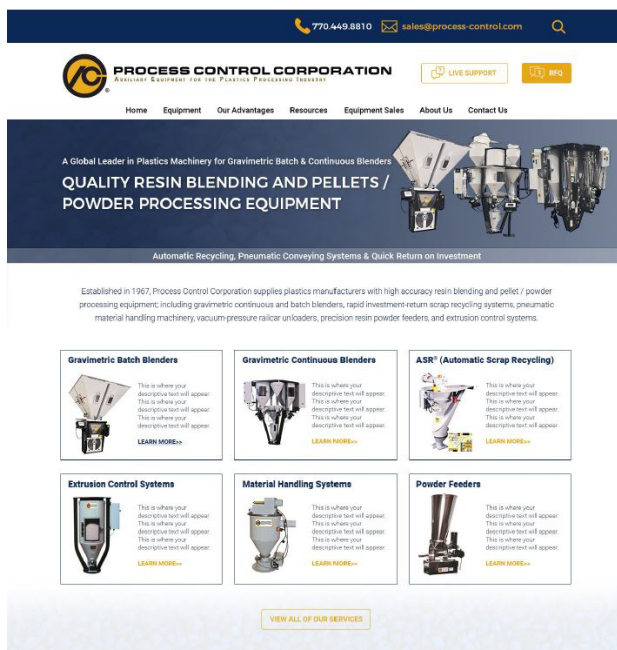 770.449.8810 sales@process-control.com
PROCESS CONTROL CORPORATION
AUXILIARY EQUIPMENT FOR THE PLASTICS PROCESSING INDUSTRY
LIVE SUPPORT RFQ
Home Equipment Our Advantages Resources Equipment Sales About Us Contact Us
A Global Leader in Plastics Machinery for Gravimetric Batch & Continuous Blenders
QUALITY RESIN BLENDING AND PELLETS /
POWDER PROCESSING EQUIPMENT
Automatic Recycling, Pneumatic Conveying Systems & Quick Return on Investment
Established in 1967, Process Control Corporation supplies plastics manufacturers with high accuracy resin blending and pellet / powder
processing equipment; including gravimetric continuous and batch blenders, rapid investment-return scrap recycling systems, pneumatic
material handling machinery, vacuum-pressure railcar unloaders, precision resin powder feeders, and extrusion control systems.
Gravimetric Batch Blenders
This is where your
descriptive text will appear.
This is where your
descriptive text will appear.
This is where your
descriptive text will appear.
LEARN MORE>>
Gravimetric Continuous Blenders
This is where your
descriptive text will appear.
This is where your
descriptive text will appear.
This is where your
descriptive text will appear.
LEARN MORE>>
ASR® (Automatic Scrap Recycling)
This is where your
descriptive text will appear.
This is where your
descriptive text will appear.
This is where your
descriptive text will appear.
LEARN MORE>>
Extrusion Control Systems
This is where your
descriptive text will appear.
This is where your
descriptive text will appear.
This is where your
descriptive text will appear.
LEARN MORE>>
Material Handling Systems
This is where your
descriptive text will appear.
This is where your
descriptive text will appear.
This is where your
descriptive text will appear.
LEARN MORE>>
Powder Feeders
This is where your
descriptive text will appear.
This is where your
descriptive text will appear.
This is where your
descriptive text will appear.
LEARN MORE>>
VIEW ALL OF OUR SERVICES